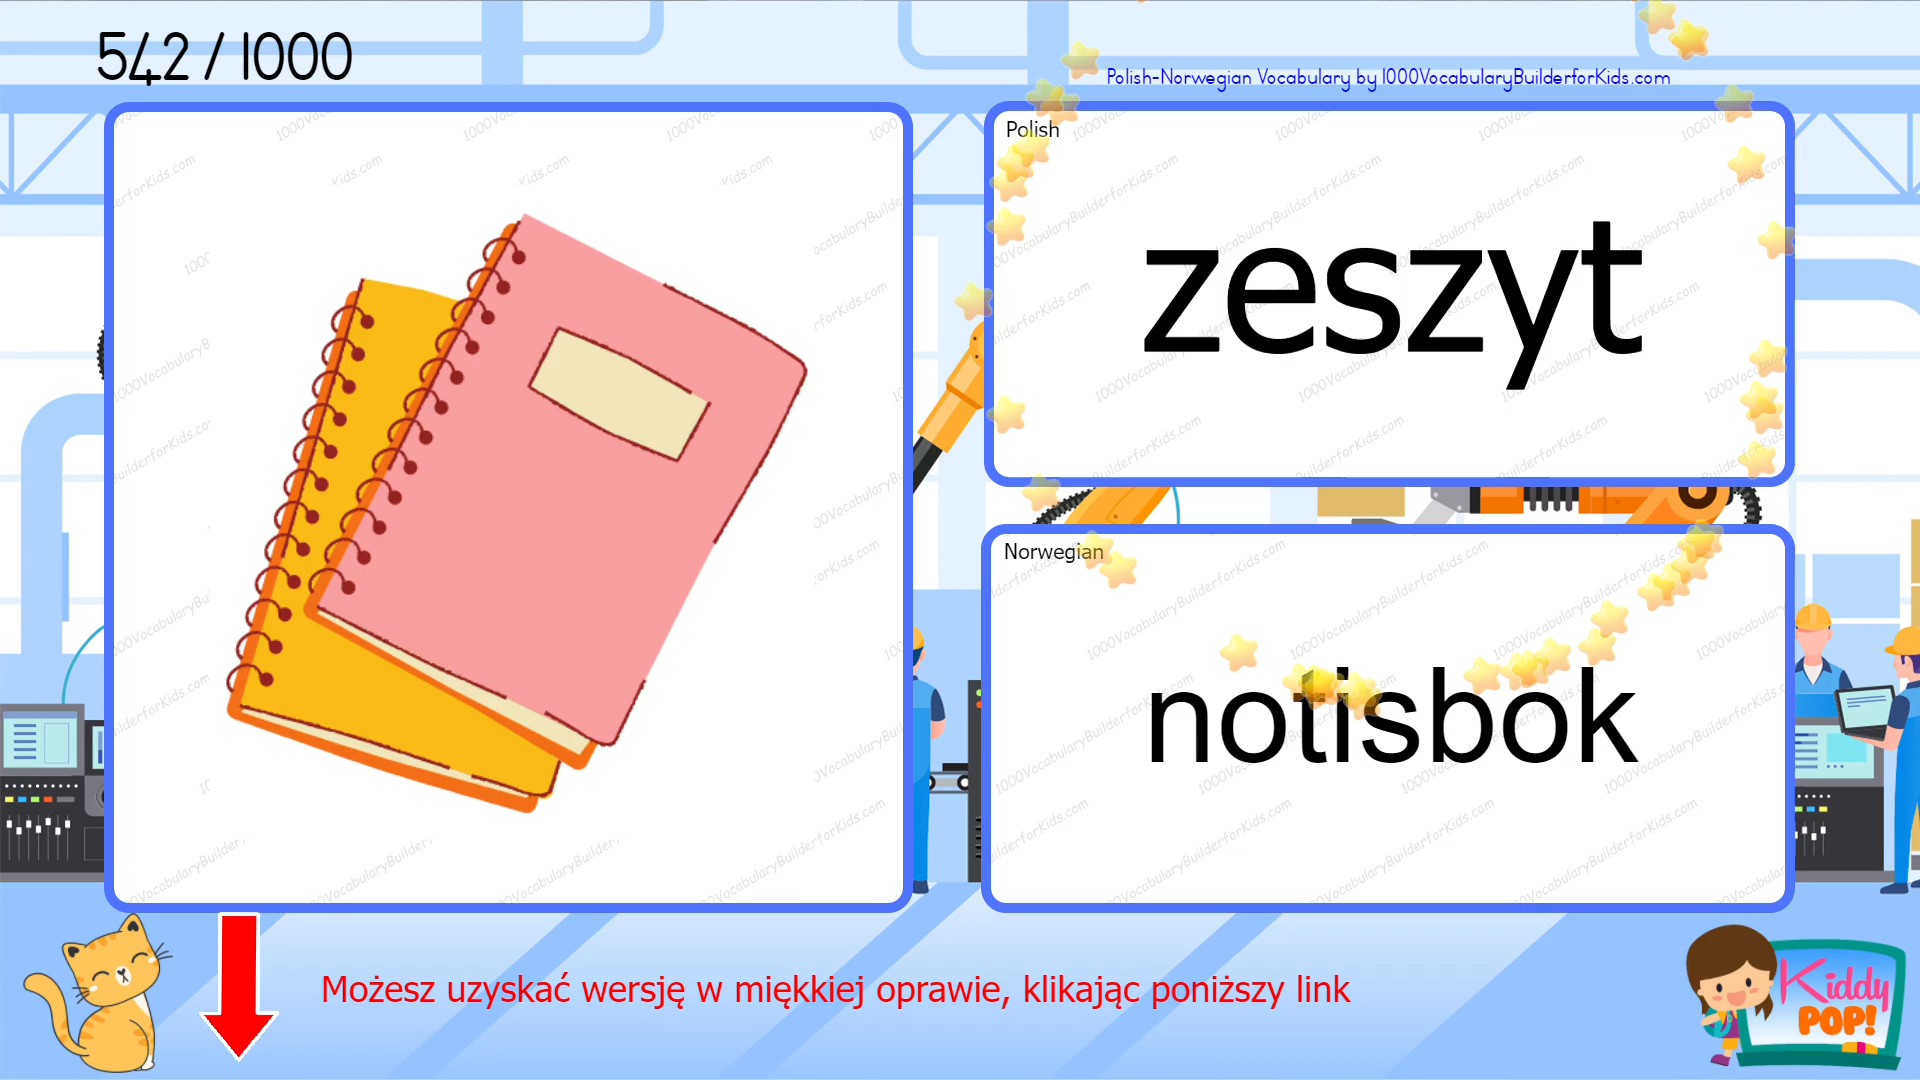 542 / 1000
Polish-Norwegian Vocabulary by 1000VocabularyBuilderforKids.com
Polish
zeszyt
Norwegian
notisbok
Możesz uzyskać wersję w miękkiej oprawie, klikając poniższy link
Kiddy
POP!